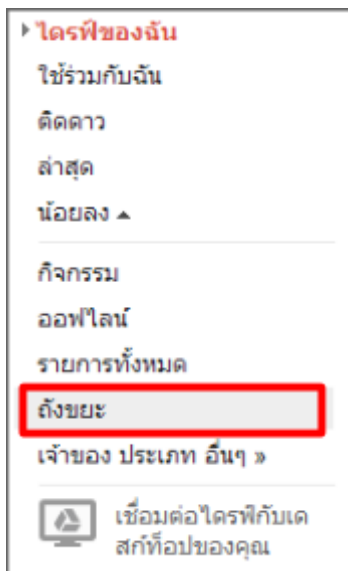 ไดรฟ์ของฉัน
ใช้ร่วมกับฉัน
ติดดาว
ล่าสุด
น้อยลง ▴
กิจกรรม
ออฟไลน์
รายการทั้งหมด
ถังขยะ
เจ้าของ ประเภท อื่นๆ »
เชื่อมต่อไดรฟ์กับเด
สก์ท็อปของคุณ